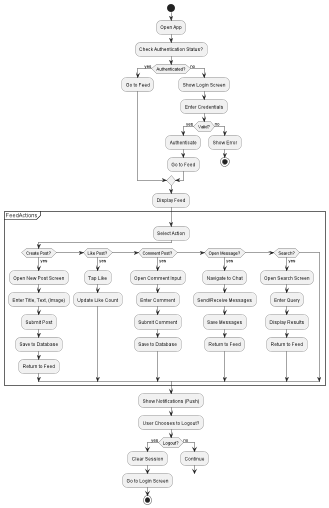 Open App
Check Authentication Status?
yes Authenticated? no
Go to Feed Show Login Screen
Enter Credentials
yes Valid? no
Authenticate Show Error
Go to Feed
Display Feed
FeedActions
Select Action
Create Post? Like Post? Comment Post? Open Message? Search?
yes yes yes yes yes
Open New Post Screen Tap Like Open Comment Input Navigate to Chat Open Search Screen
Enter Title, Text, (Image) Update Like Count Enter Comment Send/Receive Messages Enter Query
Submit Post Submit Comment Save Messages Display Results
Save to Database Save to Database Return to Feed Return to Feed
Return to Feed
Show Notifications (Push)
User Chooses to Logout?
yes Logout? no
Clear Session Continue
Go to Login Screen